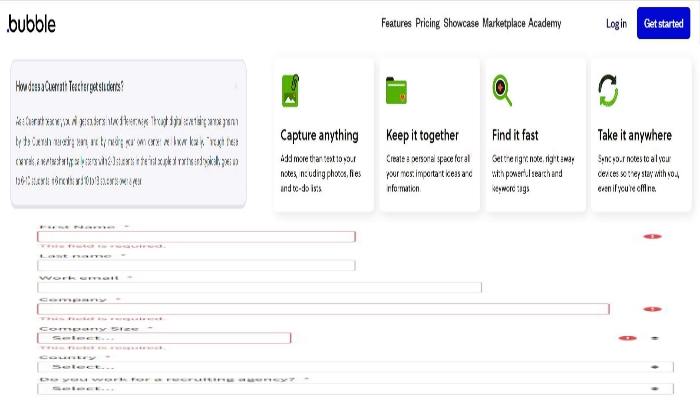 .bubble
Features Pricing Showcase Marketplace Academy
Log in
Get started
How does a Cuemath Teacher get students?
As a Cuemath teacher, you will get students in two different ways. Through digital advertising campaigns run
by the Cuemath marketing team, and by making your own center well known locally. Through these
channels, a new teacher typically starts with 2-3 students in the first couple of months and typically goes up
to 6-10 students in 6 months and 10 to 13 students over a year.
Capture anything
Add more than text to your
notes, including photos, files
and to-do lists.
Keep it together
Create a personal space for all
your most important ideas and
information.
Find it fast
Get the right note, right away
with powerful search and
keyword tags.
Take it anywhere
Sync your notes to all your
devices so they stay with you,
even if you're offline.
First Name *
This field is required.
Last name *
Work email *
Company *
This field is required.
Company Size *
Select...
This field is required.
Country *
Select...
Do you work for a recruiting agency? *
Select...